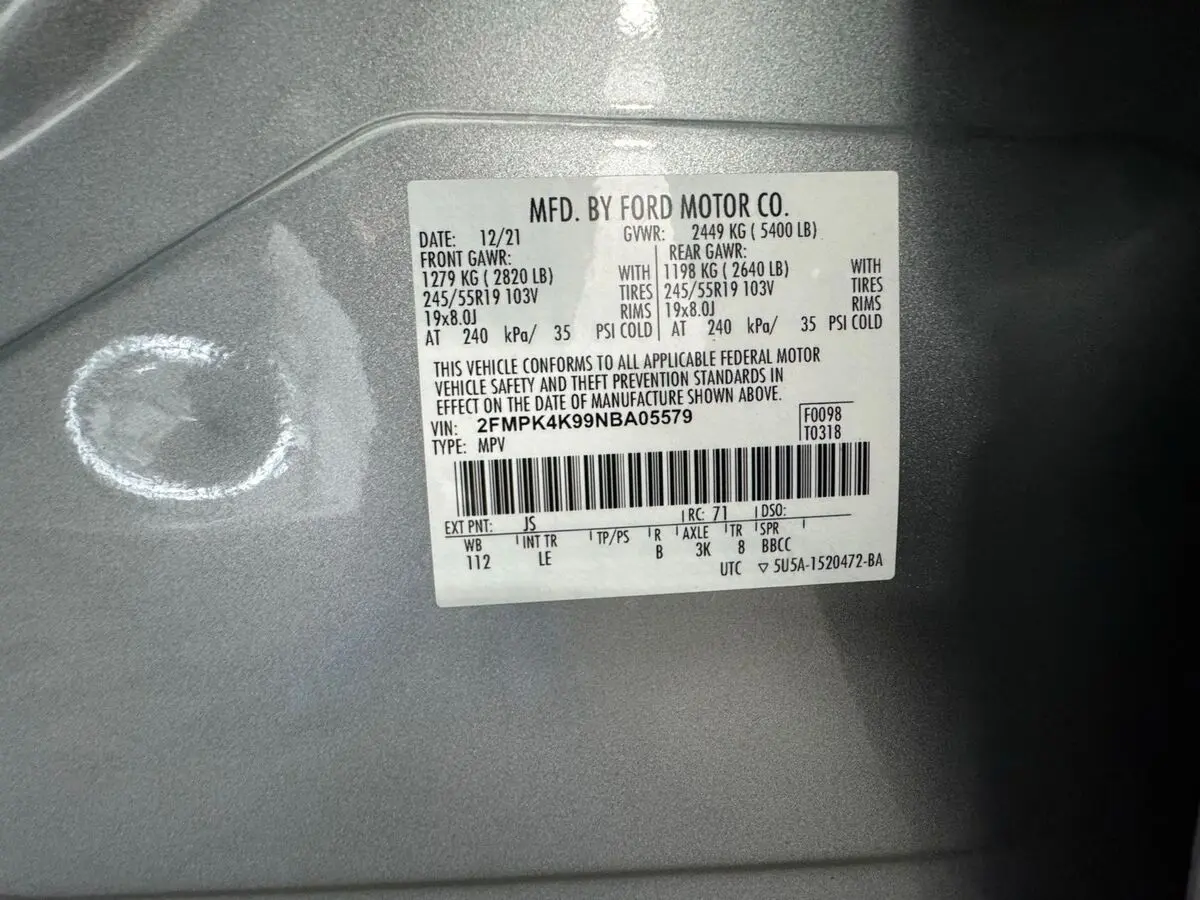 MFD. BY FORD MOTOR CO.
DATE: 12/21 GVWR: 2449 KG ( 5400 LB)
FRONT GAWR: REAR GAWR:
1279 KG ( 2820 LB) WITH 1198 KG ( 2640 LB) WITH
245/55R19 103V TIRES 245/55R19 103V TIRES
19x8.0J RIMS 19x8.0J RIMS
AT 240 kPa/ 35 PSI COLD AT 240 kPa/ 35 PSI COLD
THIS VEHICLE CONFORMS TO ALL APPLICABLE FEDERAL MOTOR
VEHICLE SAFETY AND THEFT PREVENTION STANDARDS IN
EFFECT ON THE DATE OF MANUFACTURE SHOWN ABOVE.
VIN: 2FMPK4K99NBA05579 F0098
TYPE: MPV T0318
EXT PNT: JS RC: 71 DSO:
WB INT TR TP/PS R AXLE TR SPR
112 LE B 3K 8 BBCC
UTC ▽ 5U5A-1520472-BA